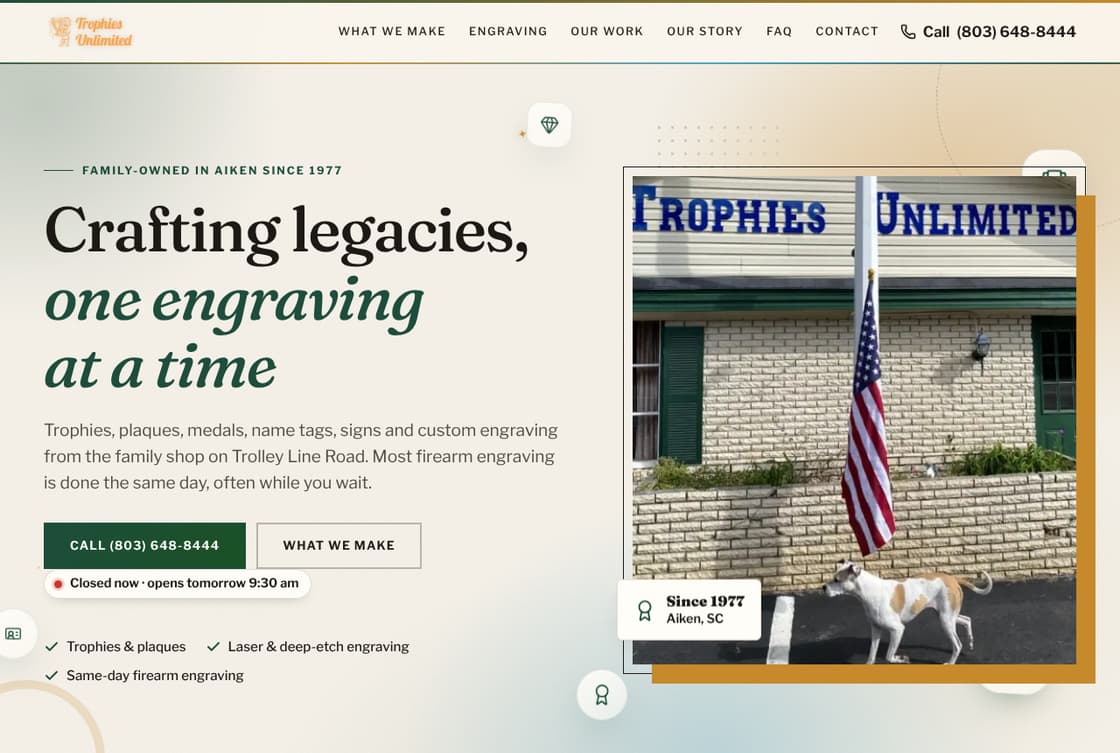 Trophies
Unlimited
WHAT WE MAKE
ENGRAVING
OUR WORK
OUR STORY
FAQ
CONTACT
Call (803) 648-8444
FAMILY-OWNED IN AIKEN SINCE 1977
Crafting legacies,
one engraving
at a time
Trophies, plaques, medals, name tags, signs and custom engraving
from the family shop on Trolley Line Road. Most firearm engraving
is done the same day, often while you wait.
CALL (803) 648-8444
WHAT WE MAKE
Closed now · opens tomorrow 9:30 am
Trophies & plaques
Laser & deep-etch engraving
Same-day firearm engraving
TROPHIES UNLIMITED
Since 1977
Aiken, SC